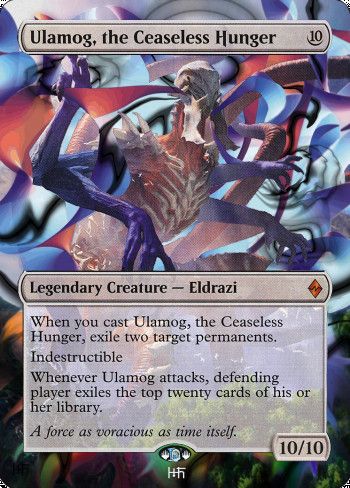 Ulamog, the Ceaseless Hunger 10
Legendary Creature — Eldrazi
When you cast Ulamog, the Ceaseless
Hunger, exile two target permanents.
Indestructible
Whenever Ulamog attacks, defending
player exiles the top twenty cards of his or
her library.
A force as voracious as time itself.
10/10